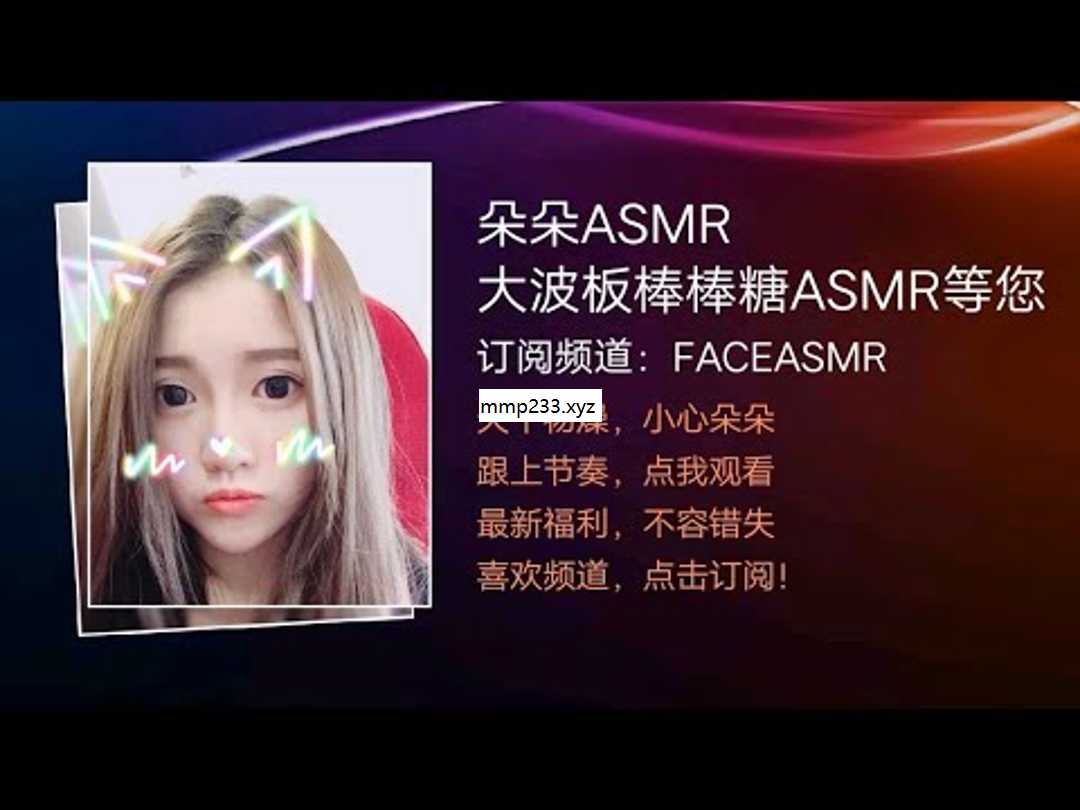 朵朵ASMR
大波板棒棒糖ASMR等您
订阅频道：FACEASMR
mmp233.xyz
燥，小心朵朵
跟上节奏，点我观看
最新福利，不容错失
喜欢频道，点击订阅！